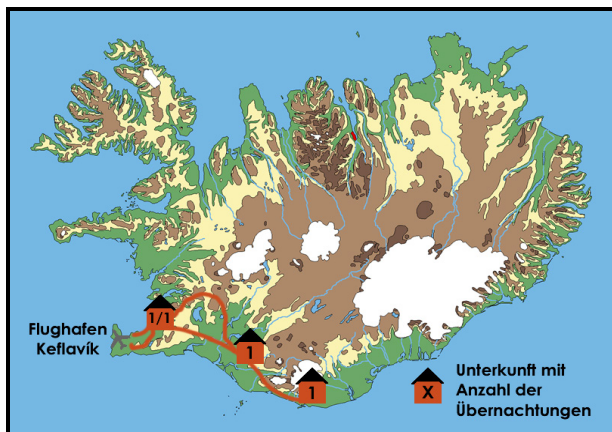 1/1
Flughafen
Keflavík
1
1
X
Unterkunft mit
Anzahl der
Übernachtungen